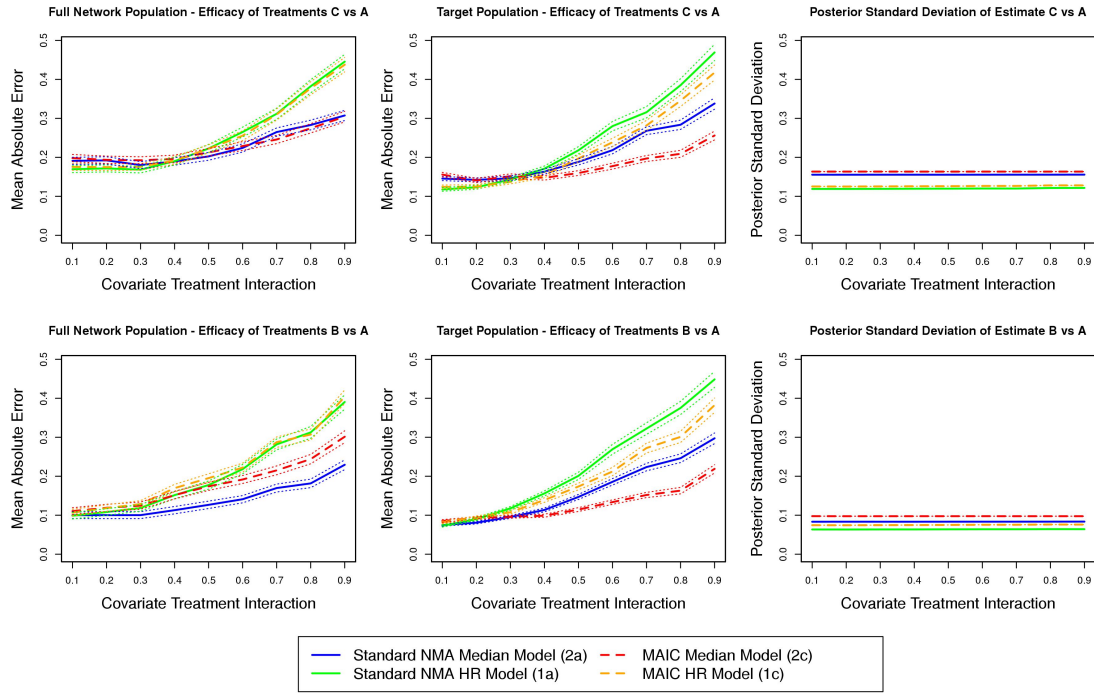 Full Network Population - Efficacy of Treatments C vs A
Mean Absolute Error
0.0 0.1 0.2 0.3 0.4 0.5
0.1 0.2 0.3 0.4 0.5 0.6 0.7 0.8 0.9
Covariate Treatment Interaction
Target Population - Efficacy of Treatments C vs A
Mean Absolute Error
0.0 0.1 0.2 0.3 0.4 0.5
0.1 0.2 0.3 0.4 0.5 0.6 0.7 0.8 0.9
Covariate Treatment Interaction
Posterior Standard Deviation of Estimate C vs A
Posterior Standard Deviation
0.0 0.1 0.2 0.3 0.4 0.5
0.1 0.2 0.3 0.4 0.5 0.6 0.7 0.8 0.9
Covariate Treatment Interaction
Full Network Population - Efficacy of Treatments B vs A
Mean Absolute Error
0.0 0.1 0.2 0.3 0.4 0.5
0.1 0.2 0.3 0.4 0.5 0.6 0.7 0.8 0.9
Covariate Treatment Interaction
Target Population - Efficacy of Treatments B vs A
Mean Absolute Error
0.0 0.1 0.2 0.3 0.4 0.5
0.1 0.2 0.3 0.4 0.5 0.6 0.7 0.8 0.9
Covariate Treatment Interaction
Posterior Standard Deviation of Estimate B vs A
Posterior Standard Deviation
0.0 0.1 0.2 0.3 0.4 0.5
0.1 0.2 0.3 0.4 0.5 0.6 0.7 0.8 0.9
Covariate Treatment Interaction
Standard NMA Median Model (2a)
Standard NMA HR Model (1a)
MAIC Median Model (2c)
MAIC HR Model (1c)